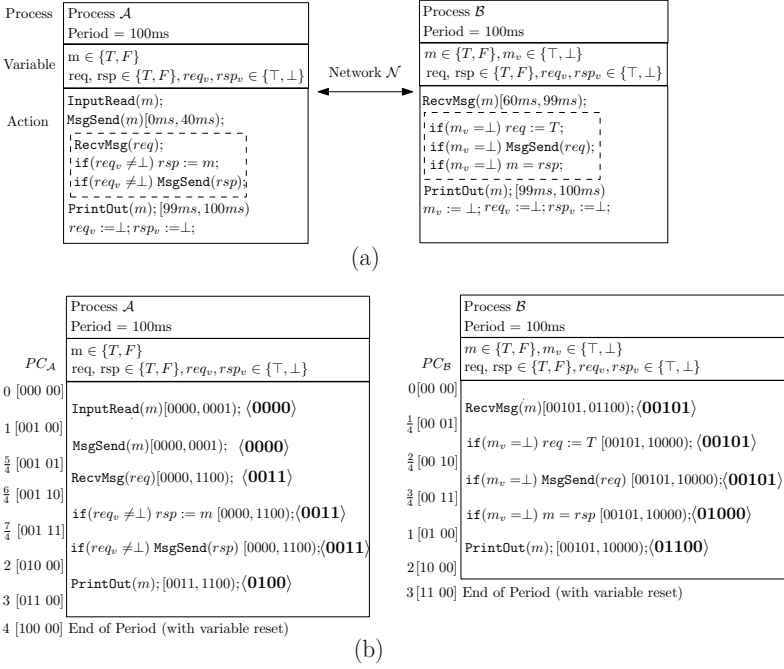 Process
Process 𝒜
Period = 100ms
Variable
m ∈ {T, F}
req, rsp ∈ {T, F}, req_v, rsp_v ∈ {⊤, ⊥}
Action
InputRead(m);
MsgSend(m)[0ms, 40ms);
RecvMsg(req);
if(req_v ≠⊥) rsp := m;
if(req_v ≠⊥) MsgSend(rsp);
PrintOut(m); [99ms, 100ms)
req_v :=⊥; rsp_v :=⊥;
Network 𝒩
Process ℬ
Period = 100ms
m ∈ {T, F}, m_v ∈ {⊤, ⊥}
req, rsp ∈ {T, F}, req_v, rsp_v ∈ {⊤, ⊥}
RecvMsg(m)[60ms, 99ms);
if(m_v =⊥) req := T;
if(m_v =⊥) MsgSend(req);
if(m_v =⊥) m = rsp;
PrintOut(m); [99ms, 100ms)
m_v := ⊥; req_v :=⊥; rsp_v :=⊥;
(a)
Process 𝒜
Period = 100ms
m ∈ {T, F}
req, rsp ∈ {T, F}, req_v, rsp_v ∈ {⊤, ⊥}
PC_𝒜
0 [000 00]
InputRead(m)[0000, 0001); ⟨0000⟩
1 [001 00]
MsgSend(m)[0000, 0001); ⟨0000⟩
5/4 [001 01]
RecvMsg(req)[0000, 1100); ⟨0011⟩
6/4 [001 10]
if(req_v ≠⊥) rsp := m [0000, 1100);⟨0011⟩
7/4 [001 11]
if(req_v ≠⊥) MsgSend(rsp) [0000, 1100);⟨0011⟩
2 [010 00]
PrintOut(m); [0011, 1100);⟨0100⟩
3 [011 00]
4 [100 00] End of Period (with variable reset)
Process ℬ
Period = 100ms
m ∈ {T, F}, m_v ∈ {⊤, ⊥}
req, rsp ∈ {T, F}, req_v, rsp_v ∈ {⊤, ⊥}
PC_ℬ
0 [00 00]
RecvMsg(m)[00101, 01100);⟨00101⟩
1/4 [00 01]
if(m_v =⊥) req := T [00101, 10000); ⟨00101⟩
2/4 [00 10]
if(m_v =⊥) MsgSend(req) [00101, 10000);⟨00101⟩
3/4 [00 11]
if(m_v =⊥) m = rsp [00101, 10000);⟨01000⟩
1 [01 00]
PrintOut(m); [00101, 10000);⟨01100⟩
2 [10 00]
3 [11 00] End of Period (with variable reset)
(b)